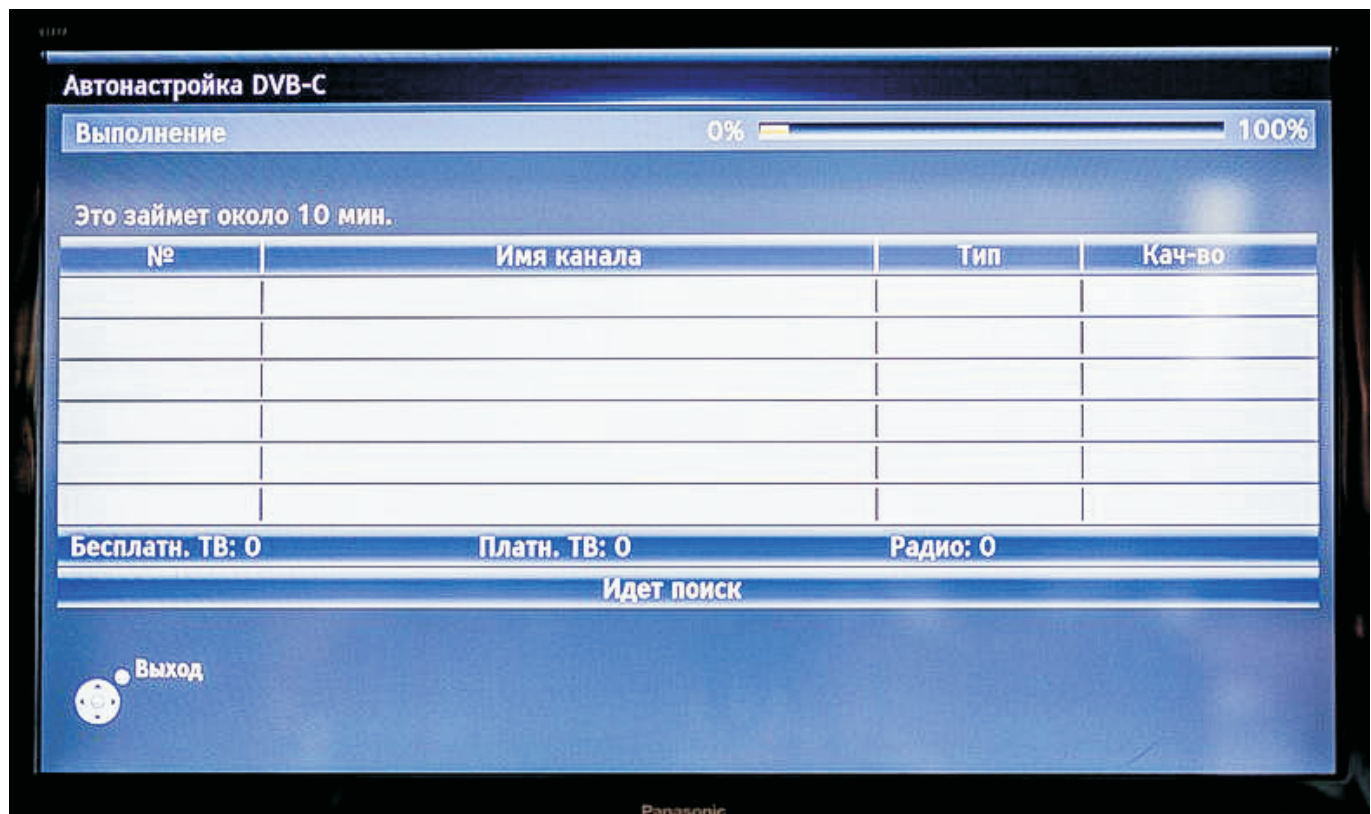 Автонастройка DVB-C
Выполнение 0% 100%
Это займет около 10 мин.
№ Имя канала Тип Кач-во
Бесплатн. ТВ: 0 Платн. ТВ: 0 Радио: 0
Идет поиск
Выход
Panasonic